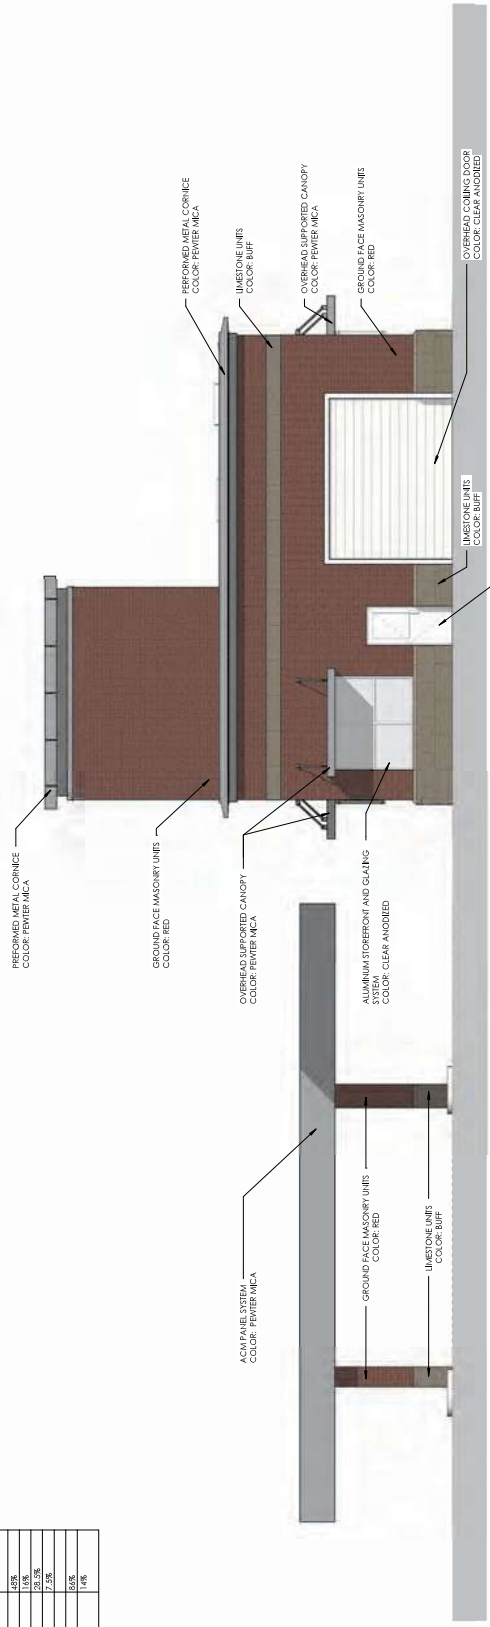 PREFORMED METAL CORNICE
COLOR: PEWTER MICA
GROUND FACE MASONRY UNITS
COLOR: RED
OVERHEAD SUPPORTED CANOPY
COLOR: PEWTER MICA
ALUMINUM STOREFRONT AND GLAZING
SYSTEM
COLOR: CLEAR ANODIZED
ACM PANEL SYSTEM
COLOR: PEWTER MICA
GROUND FACE MASONRY UNITS
COLOR: RED
LIMESTONE UNITS
COLOR: BUFF
PERFORMED METAL CORNICE
COLOR: PEWTER MICA
LIMESTONE UNITS
COLOR: BUFF
OVERHEAD SUPPORTED CANOPY
COLOR: PEWTER MICA
GROUND FACE MASONRY UNITS
COLOR: RED
OVERHEAD COILING DOOR
COLOR: CLEAR ANODIZED
LIMESTONE UNITS
COLOR: BUFF
48%
16%
28.5%
7.5%
86%
14%